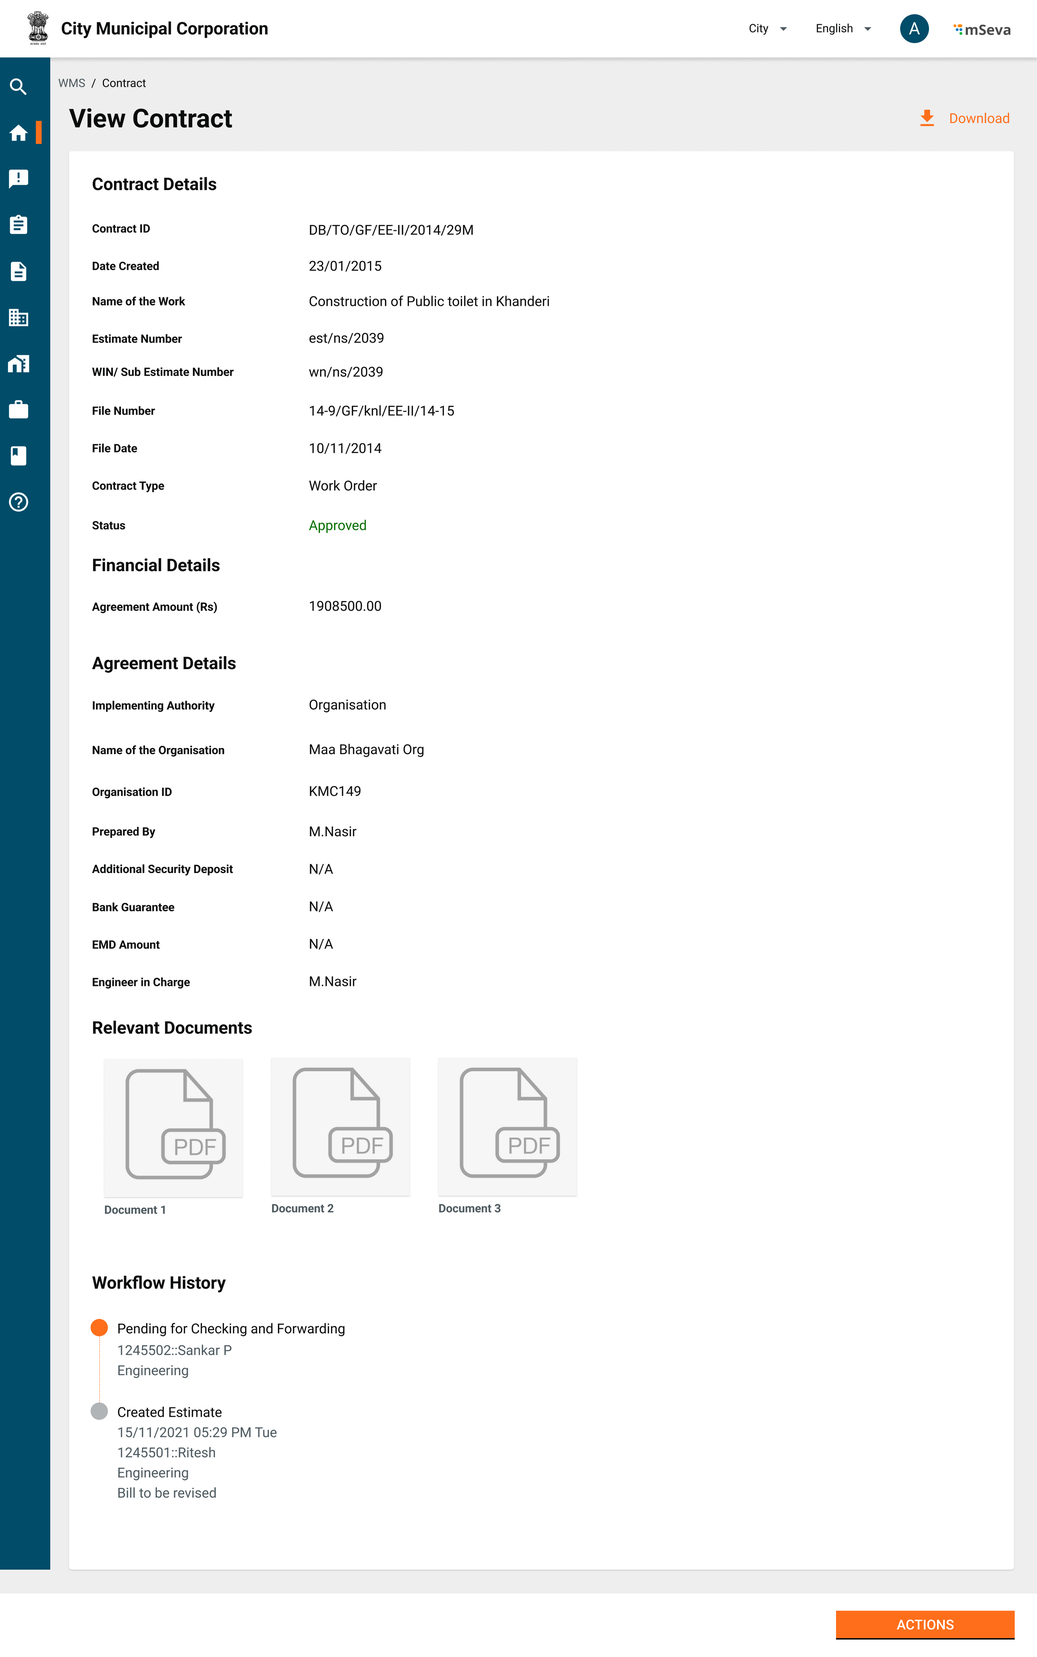 City Municipal Corporation
City
English
A
mSeva
WMS / Contract
View Contract
Download
Contract Details
Contract ID DB/TO/GF/EE-II/2014/29M
Date Created 23/01/2015
Name of the Work Construction of Public toilet in Khanderi
Estimate Number est/ns/2039
WIN/ Sub Estimate Number wn/ns/2039
File Number 14-9/GF/knl/EE-II/14-15
File Date 10/11/2014
Contract Type Work Order
Status Approved
Financial Details
Agreement Amount (Rs) 1908500.00
Agreement Details
Implementing Authority Organisation
Name of the Organisation Maa Bhagavati Org
Organisation ID KMC149
Prepared By M.Nasir
Additional Security Deposit N/A
Bank Guarantee N/A
EMD Amount N/A
Engineer in Charge M.Nasir
Relevant Documents
PDF PDF PDF
Document 1 Document 2 Document 3
Workflow History
Pending for Checking and Forwarding
1245502::Sankar P
Engineering
Created Estimate
15/11/2021 05:29 PM Tue
1245501::Ritesh
Engineering
Bill to be revised
ACTIONS